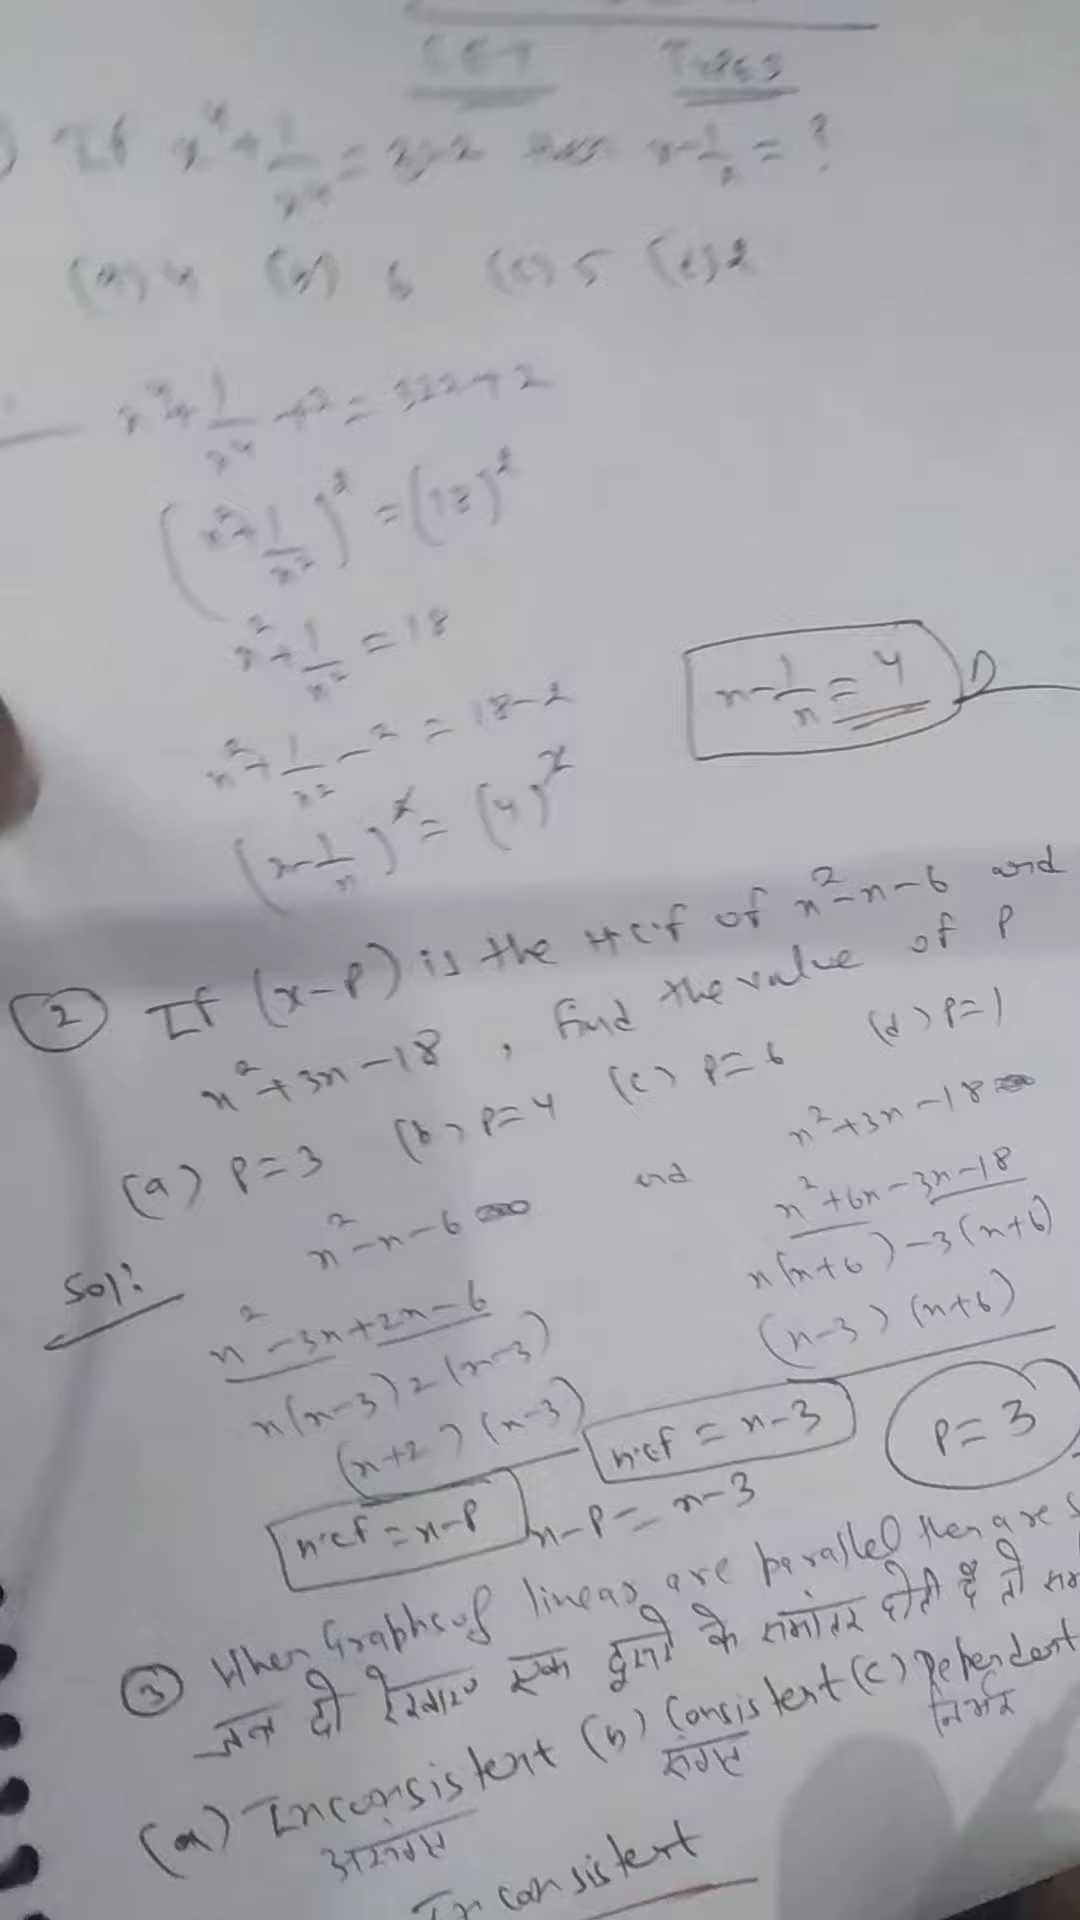 If x⁴+1/x⁴=322 then x-1/x=?
(a) 4 (b) 6 (c) 5 (d) 2
x⁴+1/x⁴+2=322+2
(x²+1/x²)²=(18)²
x²+1/x²=18
x²+1/x²-2=18-2
(x-1/x)²=(4)²
x-1/x=4
(2) If (x-p) is the H.C.F of x²-x-6 and
x²+3x-18, find the value of P
(a) P=3 (b) P=4 (c) P=6 (d) P=1
Sol:
x²-x-6 and x²+3x-18
x²-3x+2x-6
x(x-3)2(x-3)
(x+2)(x-3)
x²+6x-3x-18
x(x+6)-3(x+6)
(x-3)(x+6)
H.C.F=x-3
P=3
H.C.F=x-P
x-P=x-3
(3) When Graphs of linear are parallel then are
जब दो रेखाए एक दूसरे के समांतर होती है तो
(a) Inconsistent (b) Consistent (c) Dependent
असंगत संगत निर्भर
Inconsistent